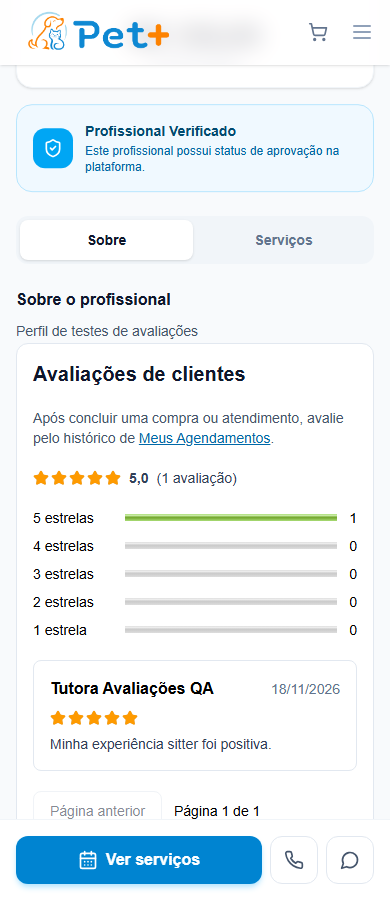 Pet+
Profissional Verificado
Este profissional possui status de aprovação na
plataforma.
Sobre
Serviços
Sobre o profissional
Perfil de testes de avaliações
Avaliações de clientes
Após concluir uma compra ou atendimento, avalie
pelo histórico de Meus Agendamentos.
5,0 (1 avaliação)
5 estrelas 1
4 estrelas 0
3 estrelas 0
2 estrelas 0
1 estrela 0
Tutora Avaliações QA 18/11/2026
Minha experiência sitter foi positiva.
Página anterior Página 1 de 1
Ver serviços